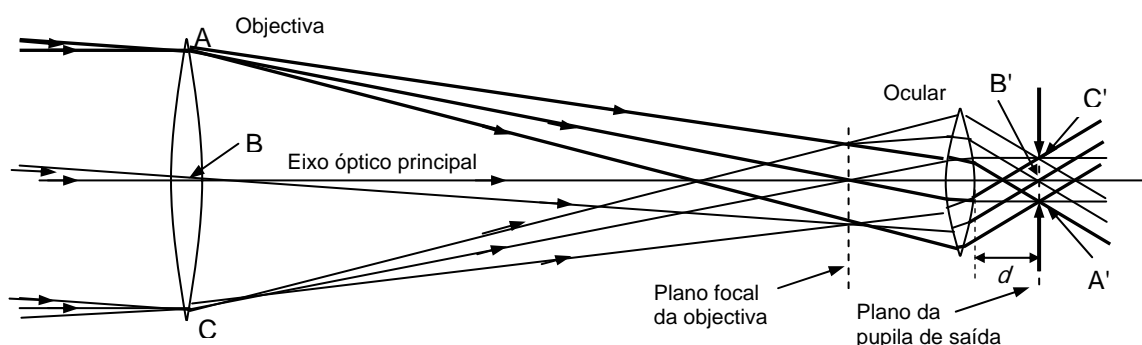 A
Objectiva
B
Eixo óptico principal
C
Ocular
B'
C'
d
A'
Plano focal
da objectiva
Plano da
pupila de saída